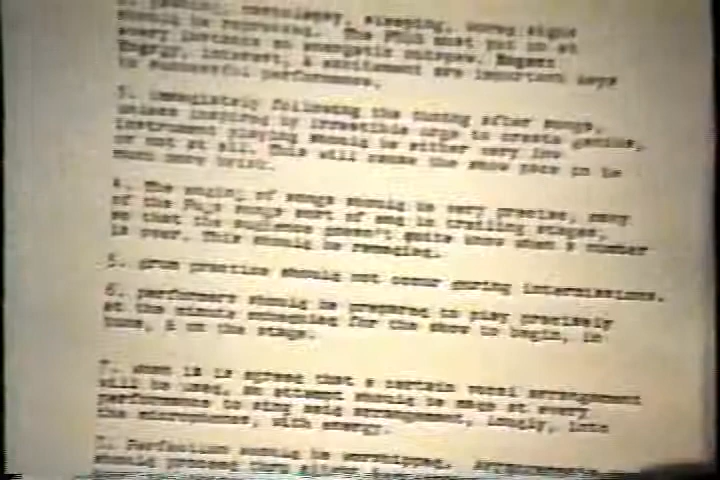 should be repressed. The FUGS must put in at
every instance an energetic
Energy, interest, & excitement are important keys
to successful performance.
3. immediately following the tuning after songs,
unless inspired by irresistible urge to create genius,
instrument playing should be either very low
or not at all. This will cause the show pace to be
much more brisk.
4. The ending of songs should be very precise, many
of the Fugs songs sort of end in trailing stages,
so that the audience doesn't quite know when a number
is over. This should be remedied.
5. drum practice should not occur during intermissions.
6. performers should be prepared to play precisely
at the minute scheduled for the show to begin, in
tune, & on the stage.
7. when it is agreed that a certain vocal arrangement
will be used, an attempt should be made at every
performance to sing said arrangement, loudly, into
the microphones, with energy.
Perfection should be worshipped. Arrangements
should proceed